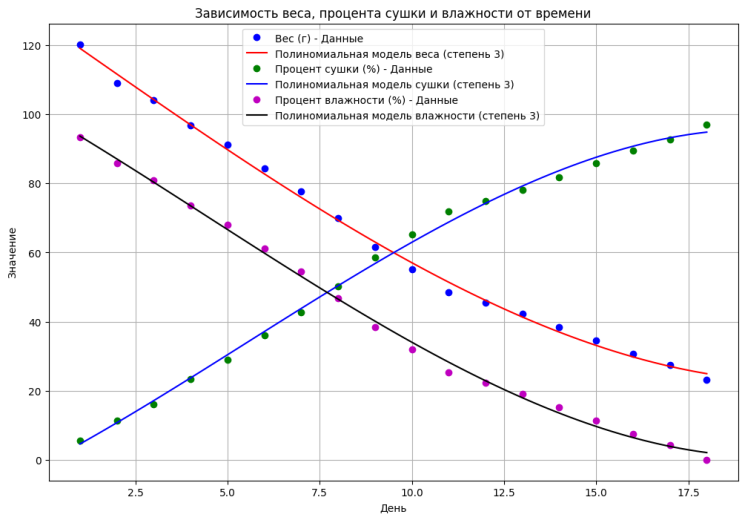 Зависимость веса, процента сушки и влажности от времени
Вес (г) - Данные
Полиномиальная модель веса (степень 3)
Процент сушки (%) - Данные
Полиномиальная модель сушки (степень 3)
Процент влажности (%) - Данные
Полиномиальная модель влажности (степень 3)
120
100
80
60
40
20
0
Значение
2.5 5.0 7.5 10.0 12.5 15.0 17.5
День